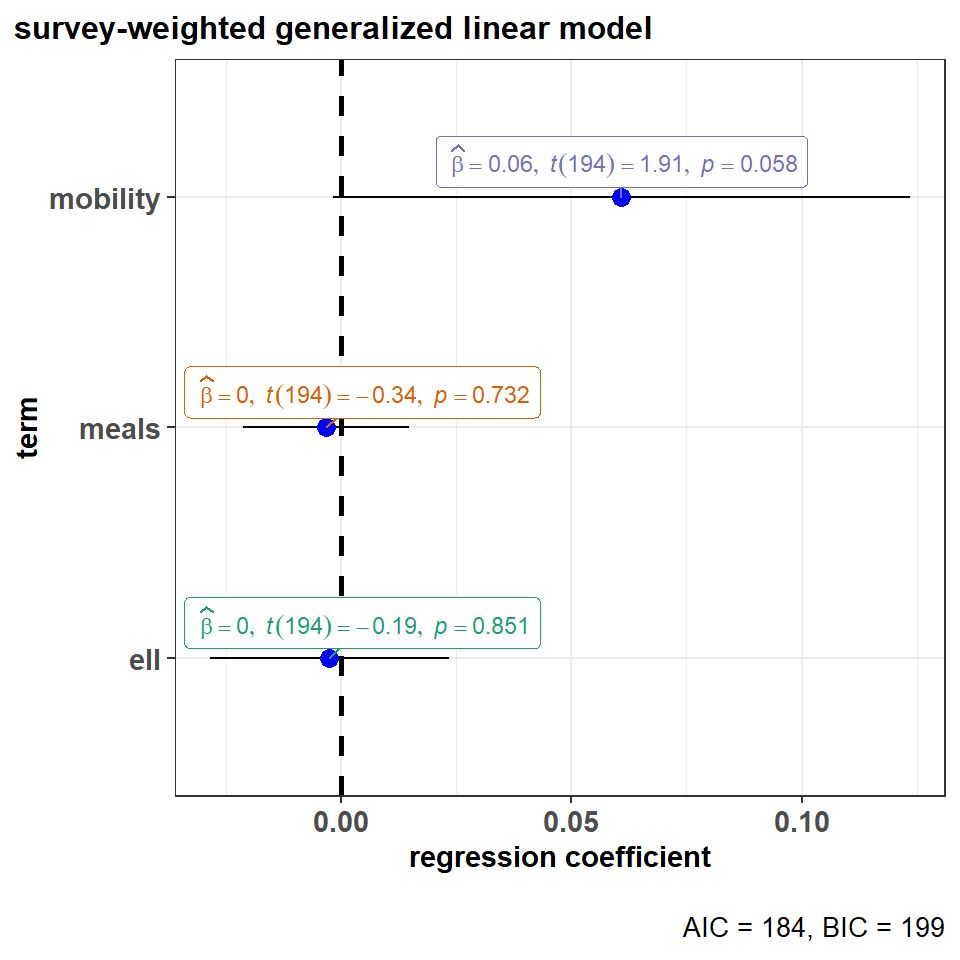 survey-weighted generalized linear model
β̂ = 0.06, t(194) = 1.91, p = 0.058
mobility
β̂ = 0, t(194) = −0.34, p = 0.732
meals
term
β̂ = 0, t(194) = −0.19, p = 0.851
ell
0.00 0.05 0.10
regression coefficient
AIC = 184, BIC = 199